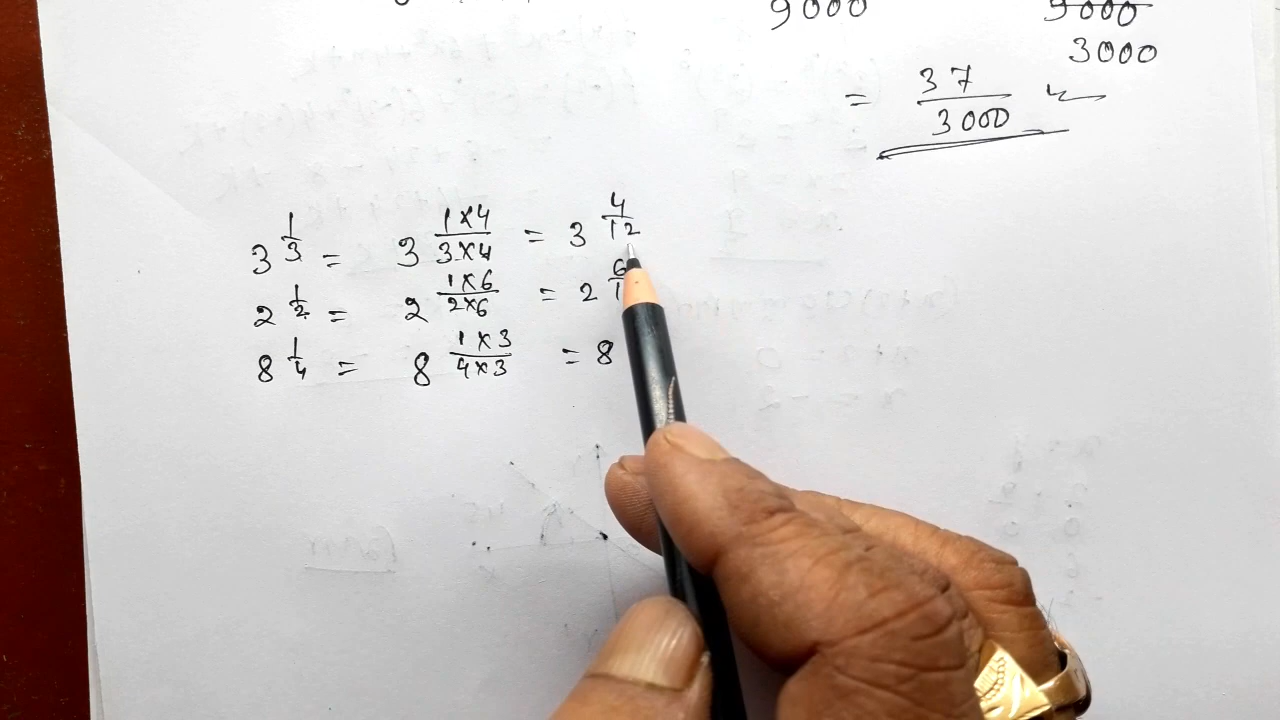 9000 9000
3000
= 37/3000
3 1/3 = 3 1×4/3×4 = 3 4/12
2 1/2 = 2 1×6/2×6 = 2 6/1
8 1/4 = 8 1×3/4×3 = 8